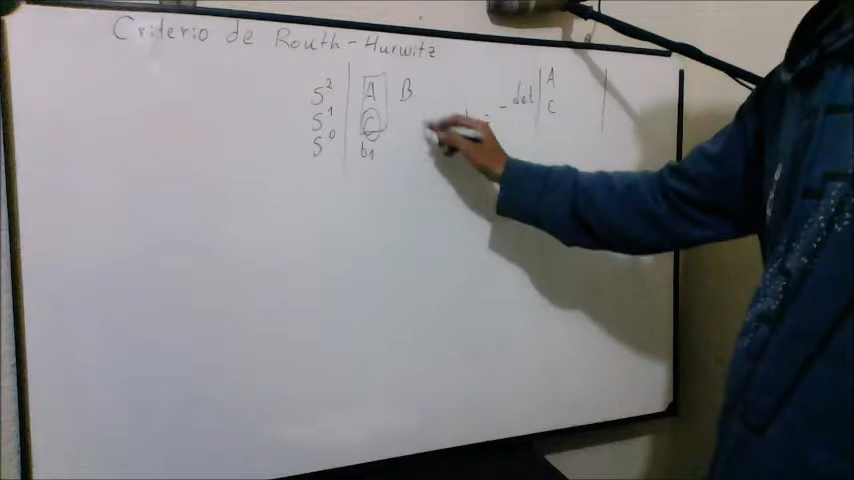 Criterio de Routh-Hurwitz
S² | A B
S¹ | C
S⁰ | b1
= - det | A |
| C |